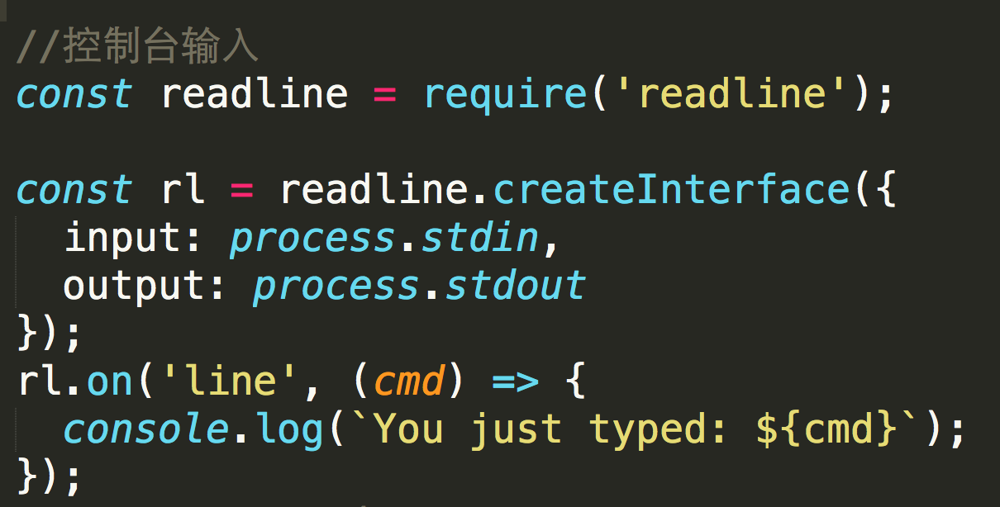 //控制台输入
const readline = require('readline');
const rl = readline.createInterface({
  input: process.stdin,
  output: process.stdout
});
rl.on('line', (cmd) => {
  console.log(`You just typed: ${cmd}`);
});